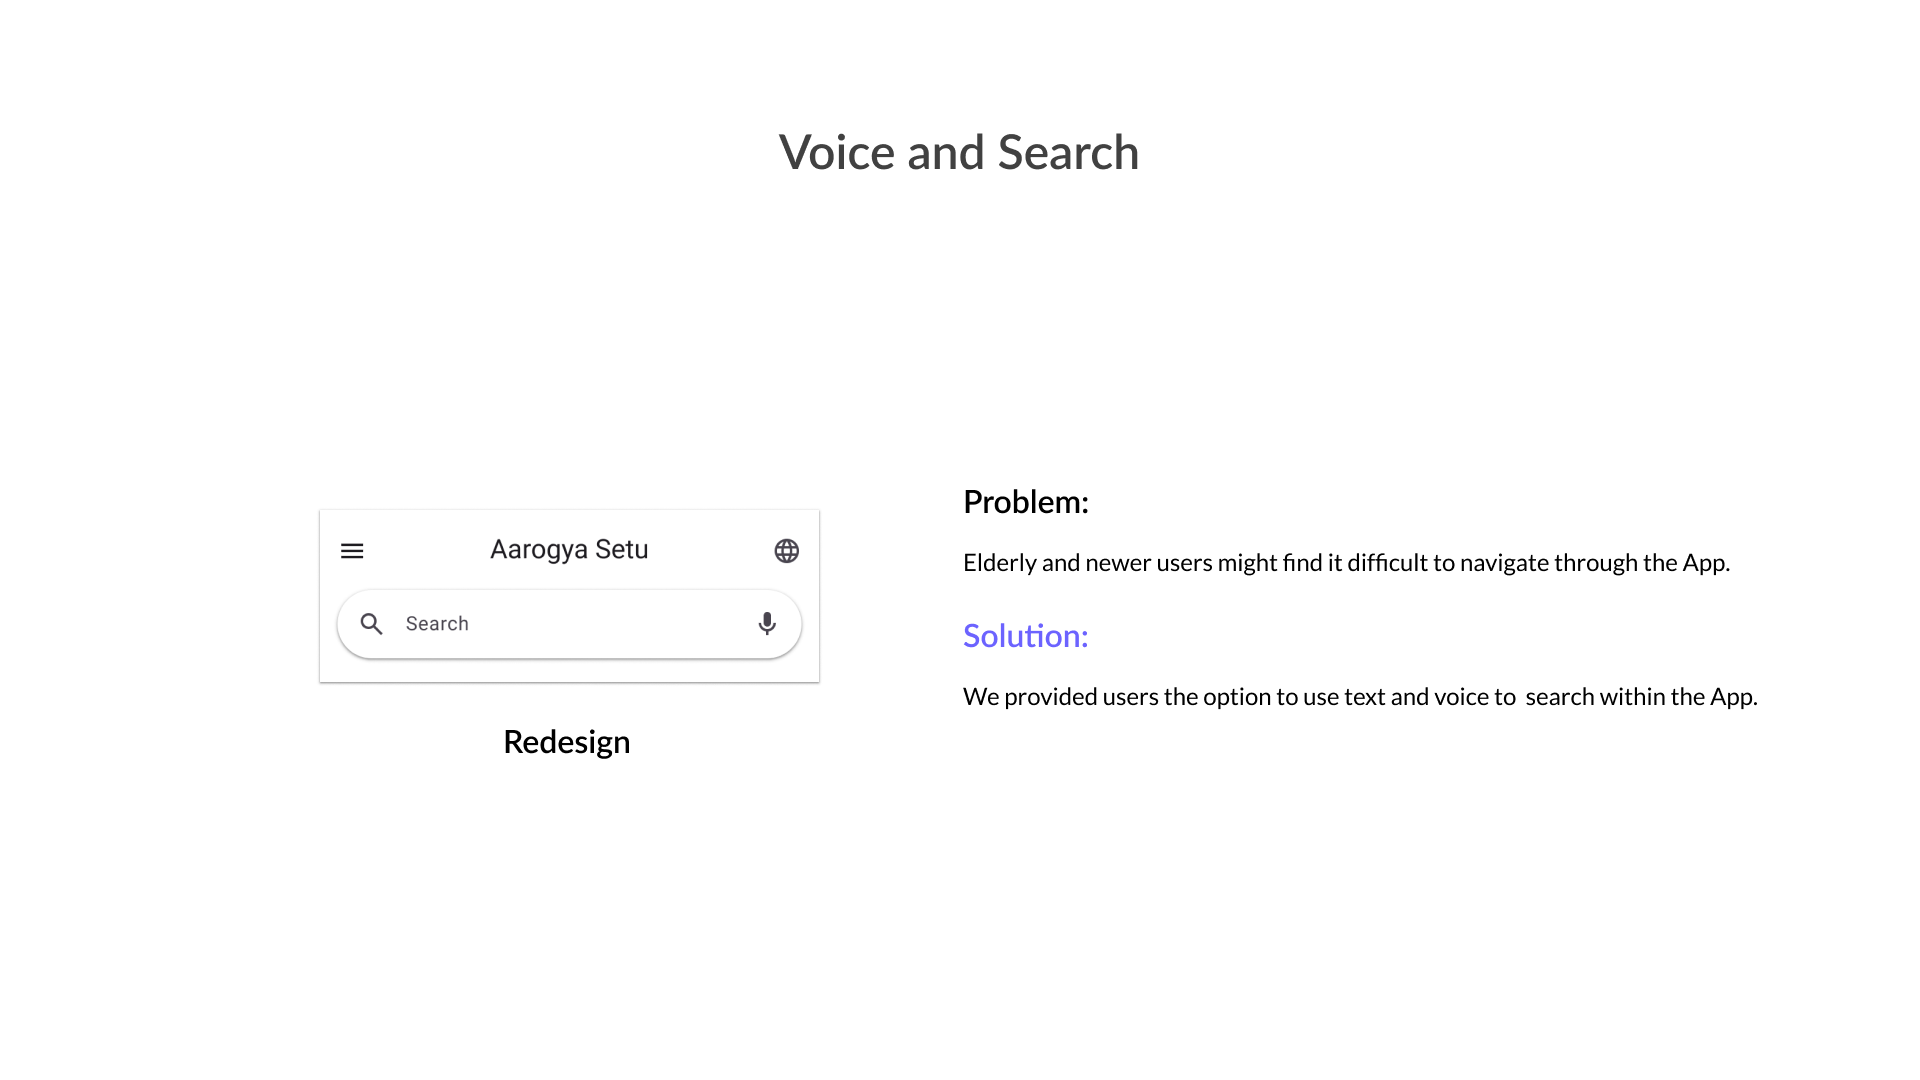 Voice and Search
Aarogya Setu
Search
Redesign
Problem:
Elderly and newer users might find it difficult to navigate through the App.
Solution:
We provided users the option to use text and voice to  search within the App.